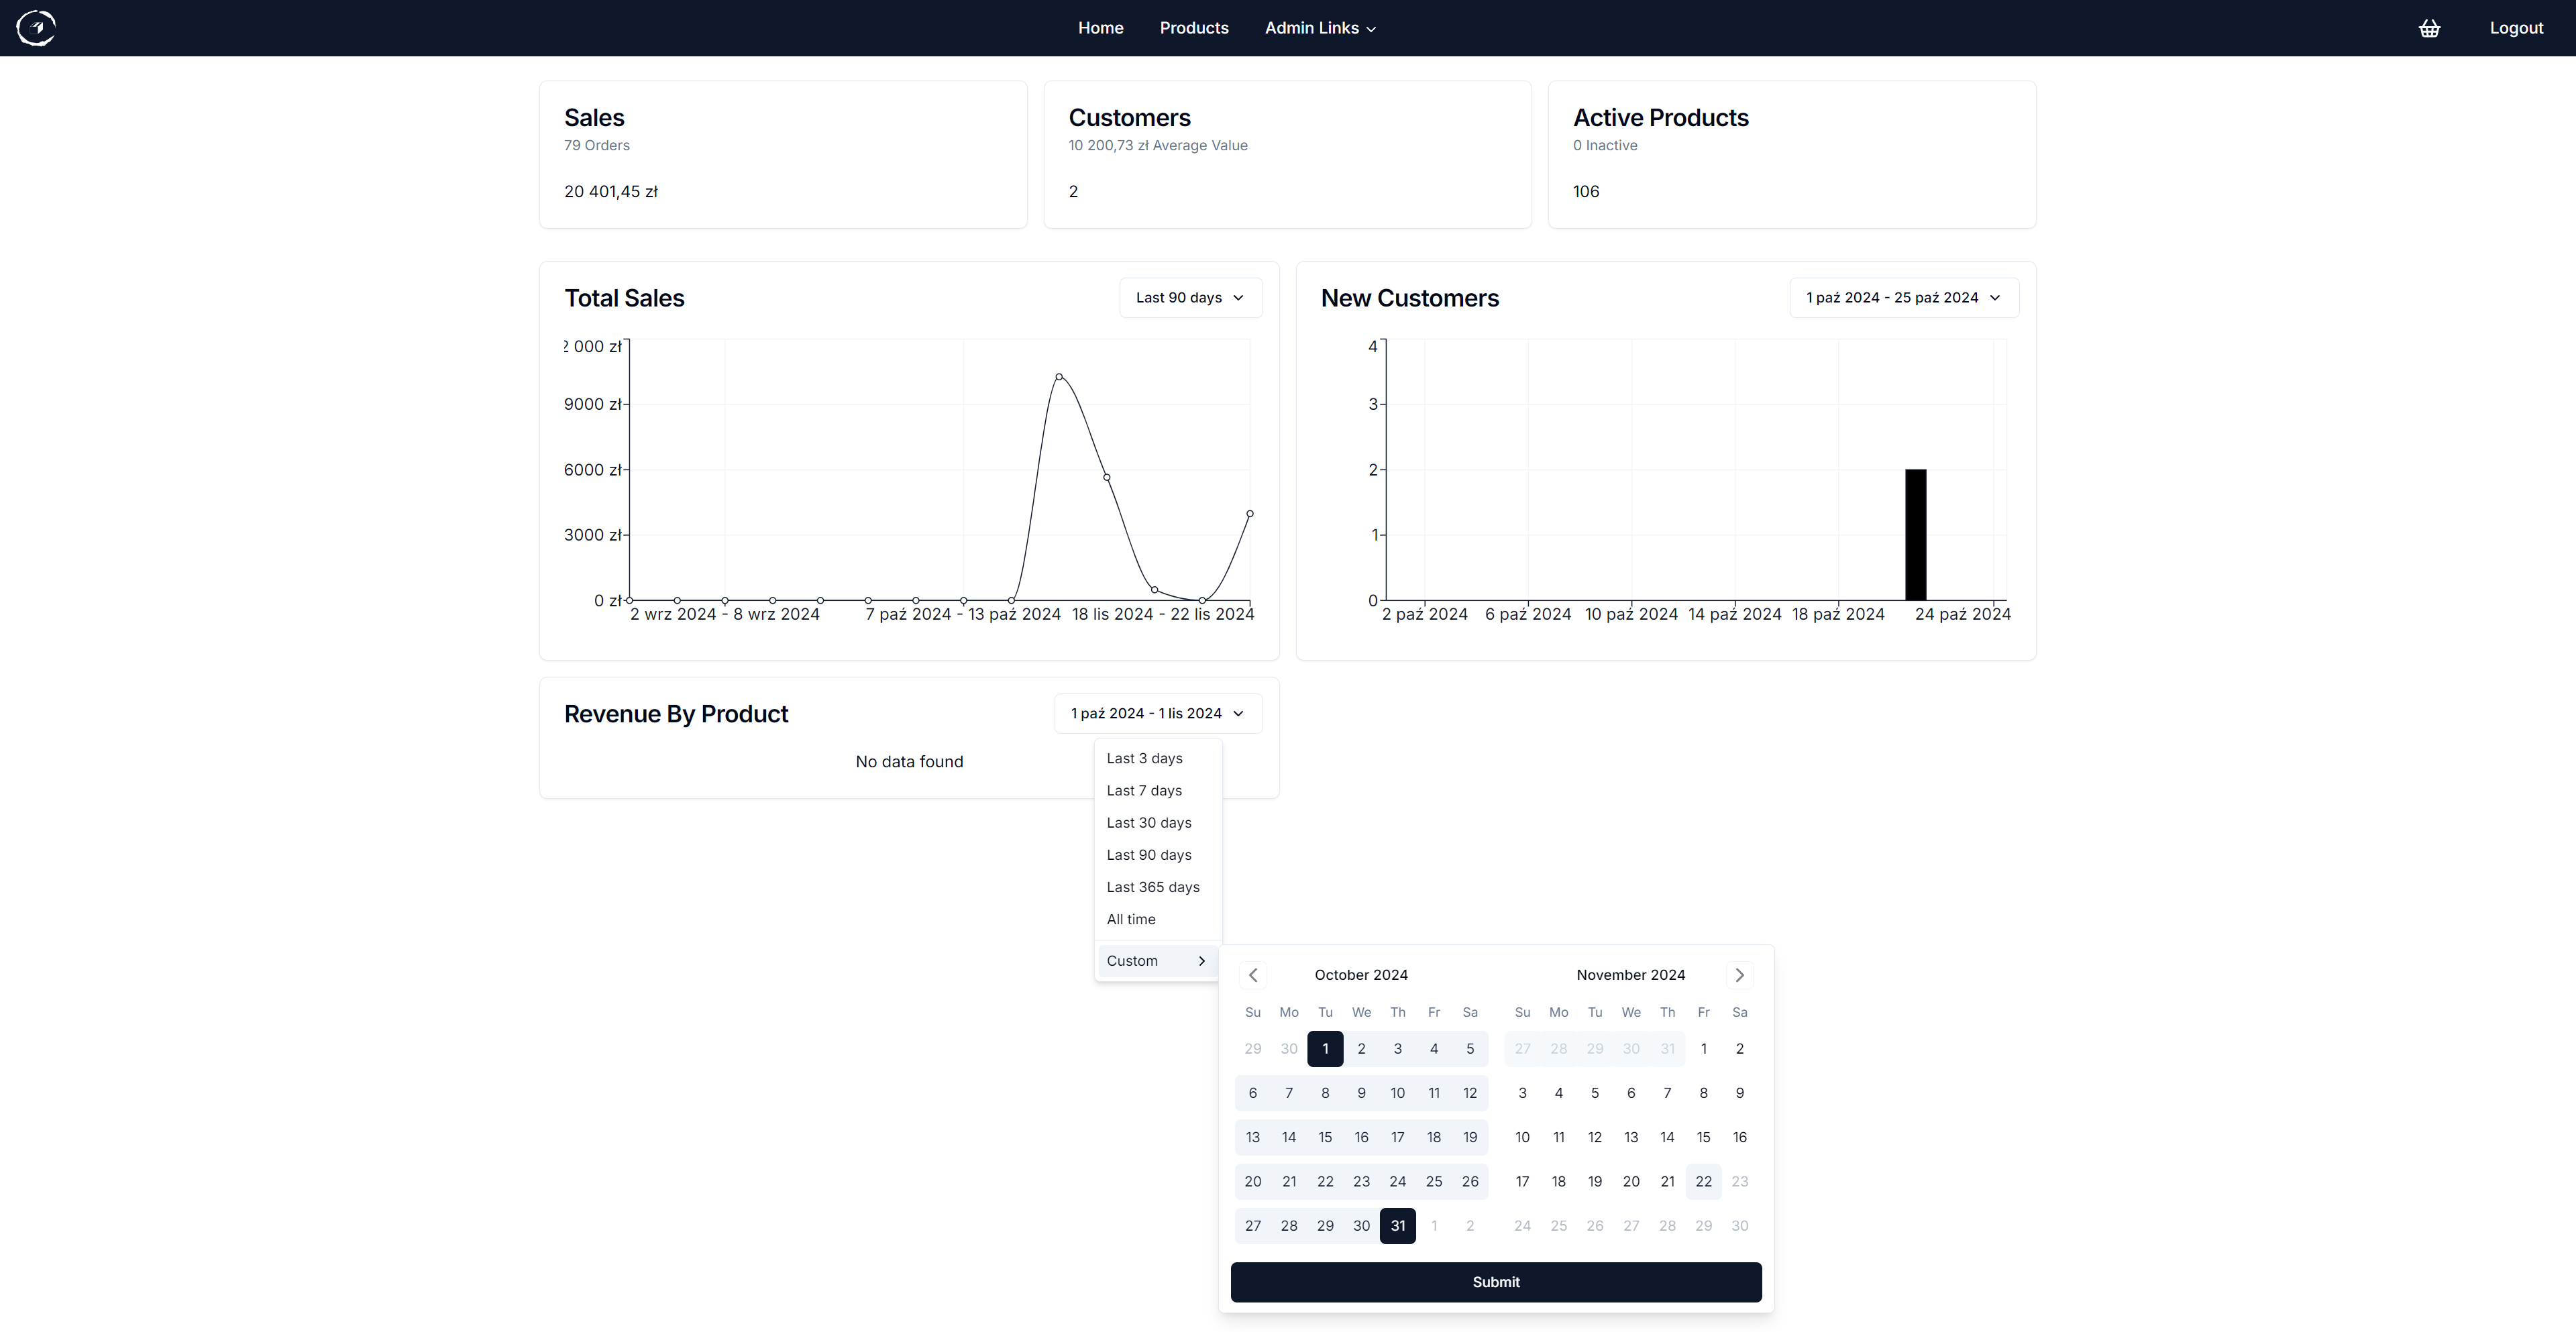 Home Products Admin Links Logout
Sales
79 Orders
20 401,45 zł
Customers
10 200,73 zł Average Value
2
Active Products
0 Inactive
106
Total Sales
Last 90 days
2 000 zł
9000 zł
6000 zł
3000 zł
0 zł
2 wrz 2024 - 8 wrz 2024 7 paź 2024 - 13 paź 2024 18 lis 2024 - 22 lis 2024
New Customers
1 paź 2024 - 25 paź 2024
4
3
2
1
0
2 paź 2024 6 paź 2024 10 paź 2024 14 paź 2024 18 paź 2024 24 paź 2024
Revenue By Product
1 paź 2024 - 1 lis 2024
No data found
Last 3 days
Last 7 days
Last 30 days
Last 90 days
Last 365 days
All time
Custom
October 2024
Su Mo Tu We Th Fr Sa
29 30 1 2 3 4 5
6 7 8 9 10 11 12
13 14 15 16 17 18 19
20 21 22 23 24 25 26
27 28 29 30 31 1 2
November 2024
Su Mo Tu We Th Fr Sa
27 28 29 30 31 1 2
3 4 5 6 7 8 9
10 11 12 13 14 15 16
17 18 19 20 21 22 23
24 25 26 27 28 29 30
Submit